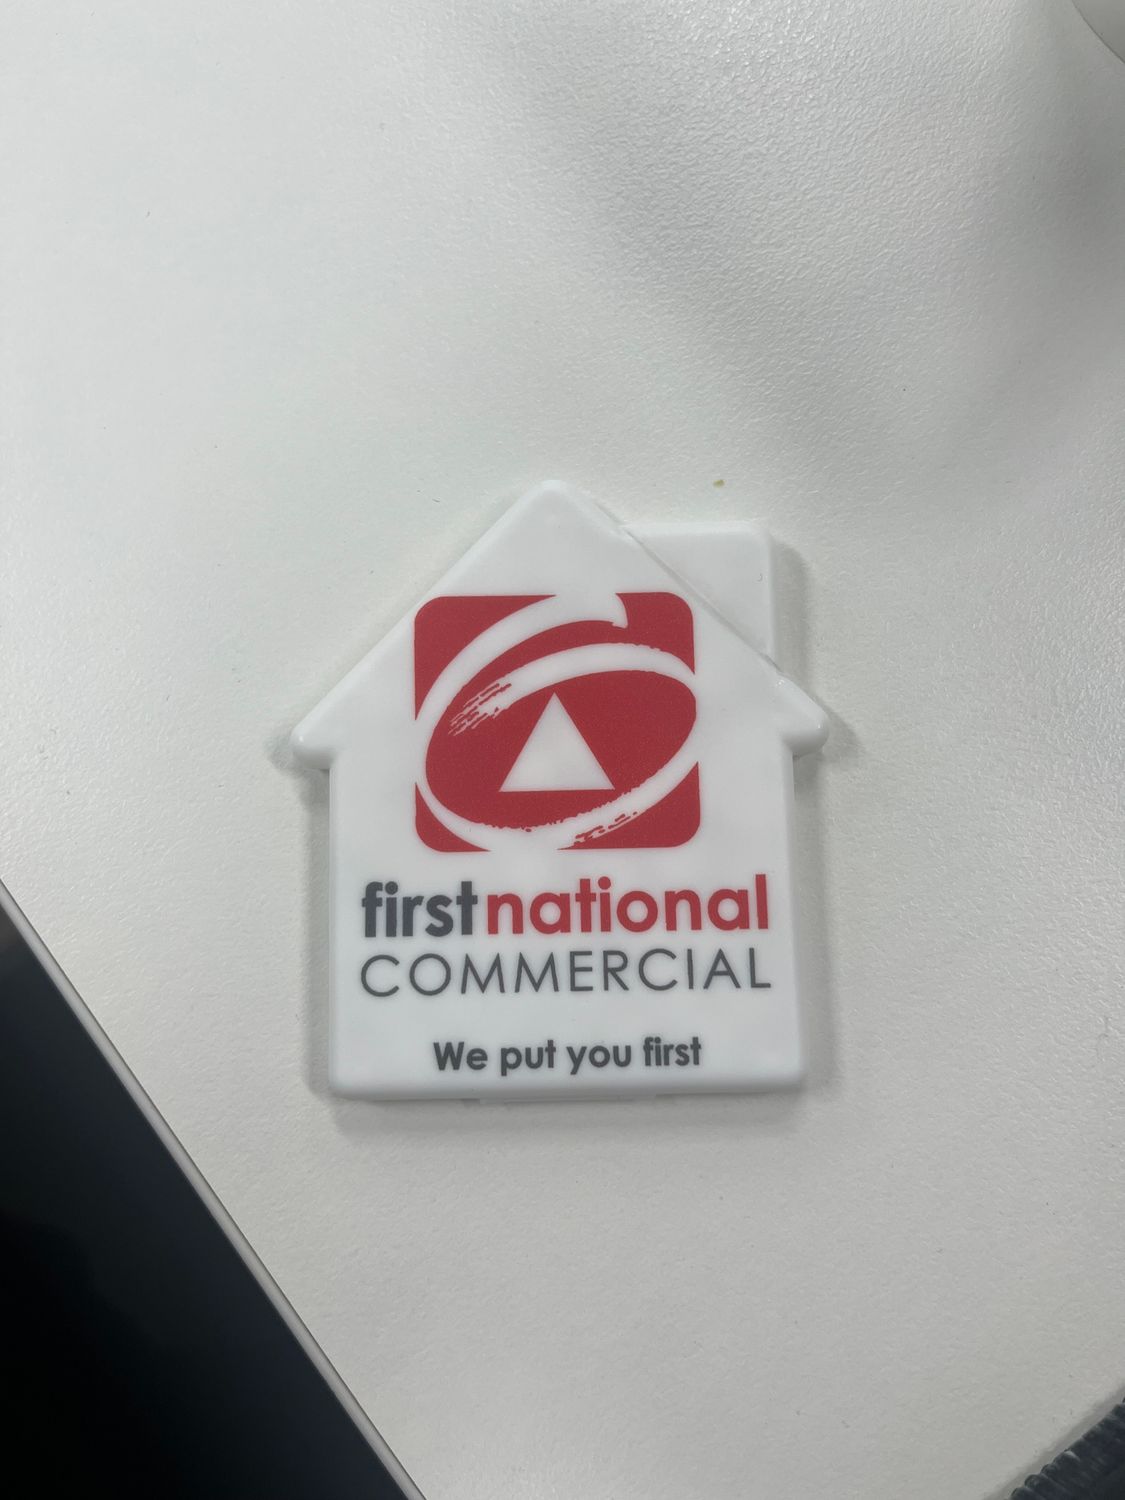 firstnational
COMMERCIAL
We put you first